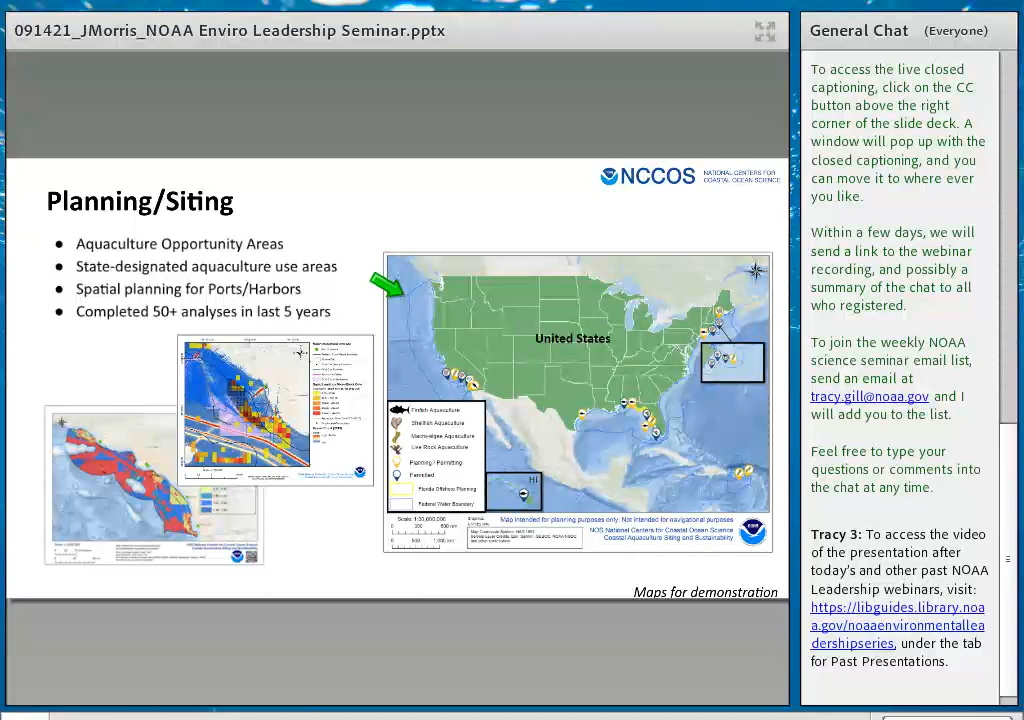 091421_JMorris_NOAA Enviro Leadership Seminar.pptx
NCCOS
NATIONAL CENTERS FOR
COASTAL OCEAN SCIENCE
Planning/Siting
● Aquaculture Opportunity Areas
● State-designated aquaculture use areas
● Spatial planning for Ports/Harbors
● Completed 50+ analyses in last 5 years
United States
Finfish Aquaculture
Shellfish Aquaculture
Macro-algae Aquaculture
Live Rock Aquaculture
Planning / Permitting
Permitted
Florida Offshore Planning
Federal Water Boundary
HI
Scale: 1:30,000,000
Map intended for planning purposes only. Not intended for navigational purposes
NOS National Centers for Coastal Ocean Science
Coastal Aquaculture Siting and Sustainability
Maps for demonstration
General Chat (Everyone)
To access the live closed
captioning, click on the CC
button above the right
corner of the slide deck. A
window will pop up with the
closed captioning, and you
can move it to where ever
you like.
Within a few days, we will
send a link to the webinar
recording, and possibly a
summary of the chat to all
who registered.
To join the weekly NOAA
science seminar email list,
send an email at
tracy.gill@noaa.gov and I
will add you to the list.
Feel free to type your
questions or comments into
the chat at any time.
Tracy 3: To access the video
of the presentation after
today's and other past NOAA
Leadership webinars, visit:
https://libguides.library.noa
a.gov/noaaenvironmentallea
dershipseries, under the tab
for Past Presentations.